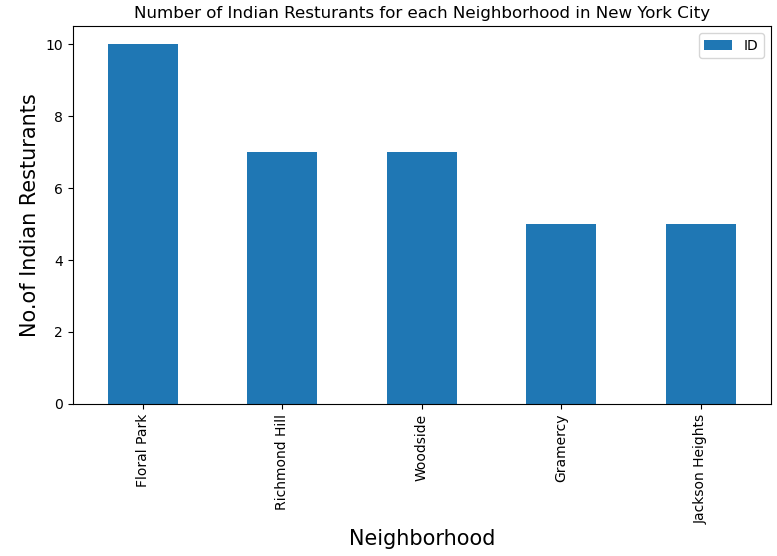 Number of Indian Resturants for each Neighborhood in New York City
ID
No.of Indian Resturants
10
8
6
4
2
0
Floral Park
Richmond Hill
Woodside
Gramercy
Jackson Heights
Neighborhood